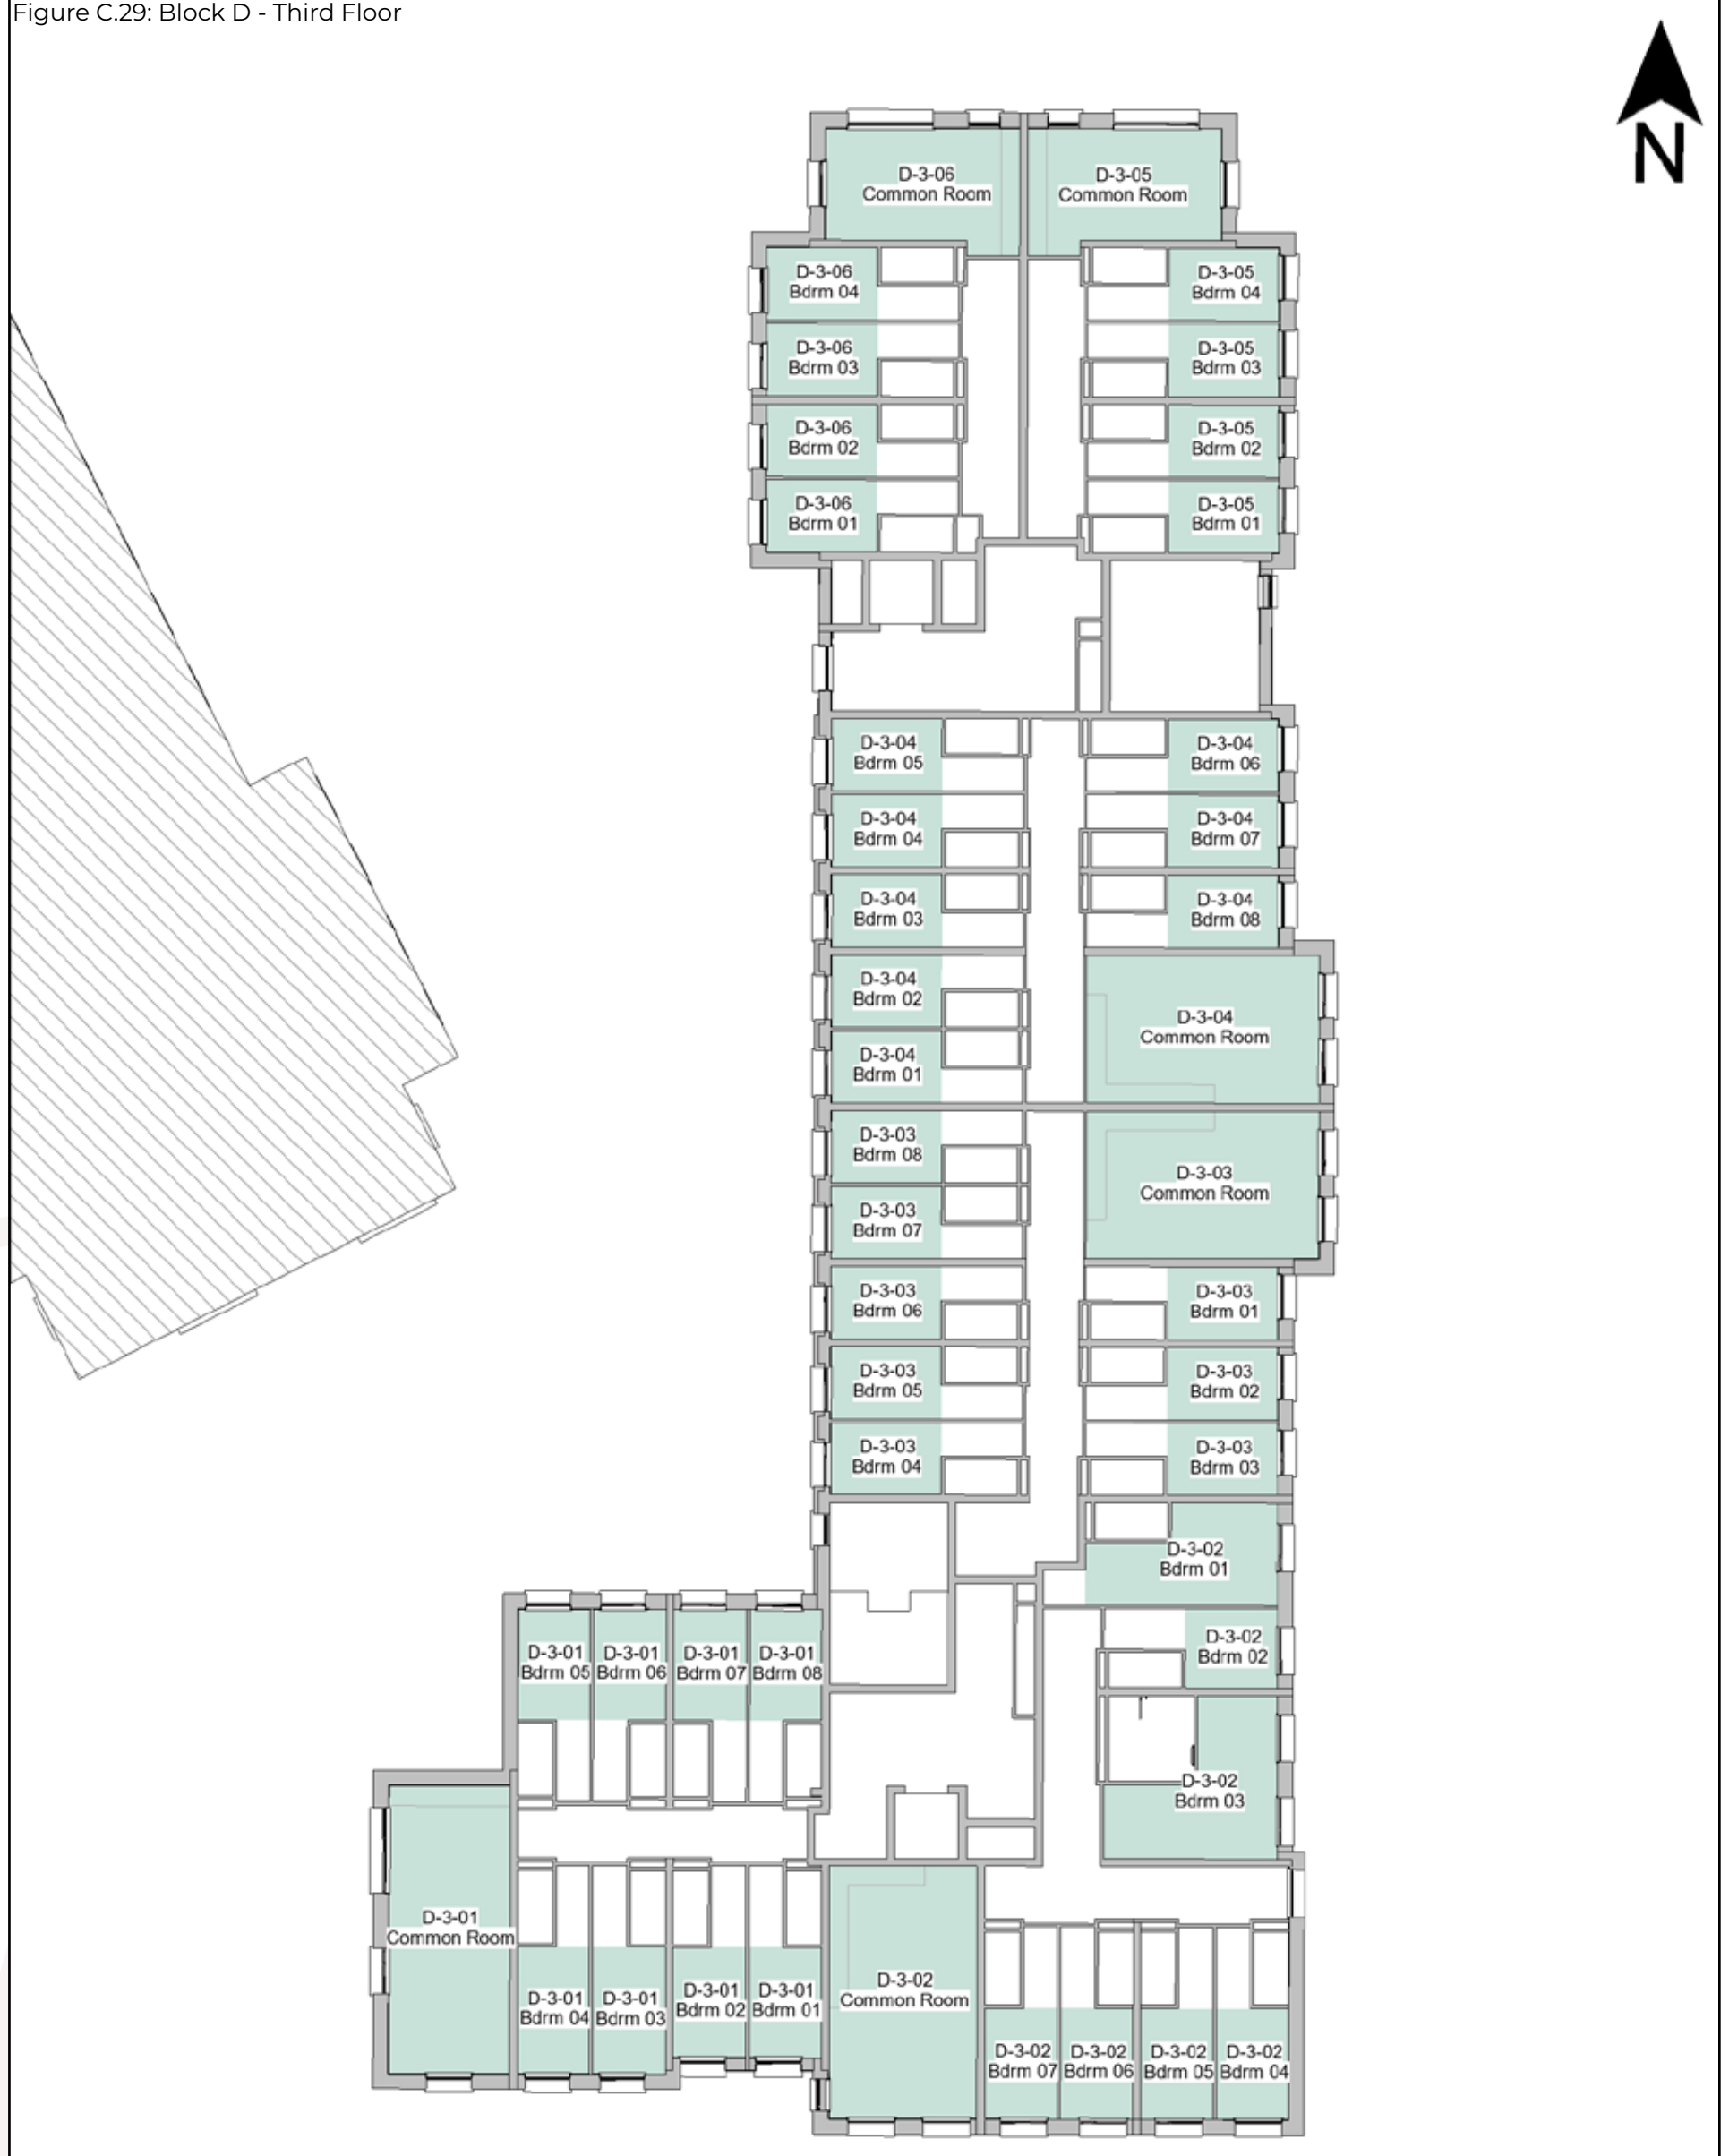 Figure C.29: Block D - Third Floor
N
D-3-06
Common Room
D-3-05
Common Room
D-3-06
Bdrm 04
D-3-05
Bdrm 04
D-3-06
Bdrm 03
D-3-05
Bdrm 03
D-3-06
Bdrm 02
D-3-05
Bdrm 02
D-3-06
Bdrm 01
D-3-05
Bdrm 01
D-3-04
Bdrm 05
D-3-04
Bdrm 06
D-3-04
Bdrm 04
D-3-04
Bdrm 07
D-3-04
Bdrm 03
D-3-04
Bdrm 08
D-3-04
Bdrm 02
D-3-04
Common Room
D-3-04
Bdrm 01
D-3-03
Bdrm 08
D-3-03
Common Room
D-3-03
Bdrm 07
D-3-03
Bdrm 06
D-3-03
Bdrm 01
D-3-03
Bdrm 05
D-3-03
Bdrm 02
D-3-03
Bdrm 04
D-3-03
Bdrm 03
D-3-02
Bdrm 01
D-3-02
Bdrm 02
D-3-01
Bdrm 05
D-3-01
Bdrm 06
D-3-01
Bdrm 07
D-3-01
Bdrm 08
D-3-02
Bdrm 03
D-3-01
Common Room
D-3-01
Bdrm 04
D-3-01
Bdrm 03
D-3-01
Bdrm 02
D-3-01
Bdrm 01
D-3-02
Common Room
D-3-02
Bdrm 07
D-3-02
Bdrm 06
D-3-02
Bdrm 05
D-3-02
Bdrm 04